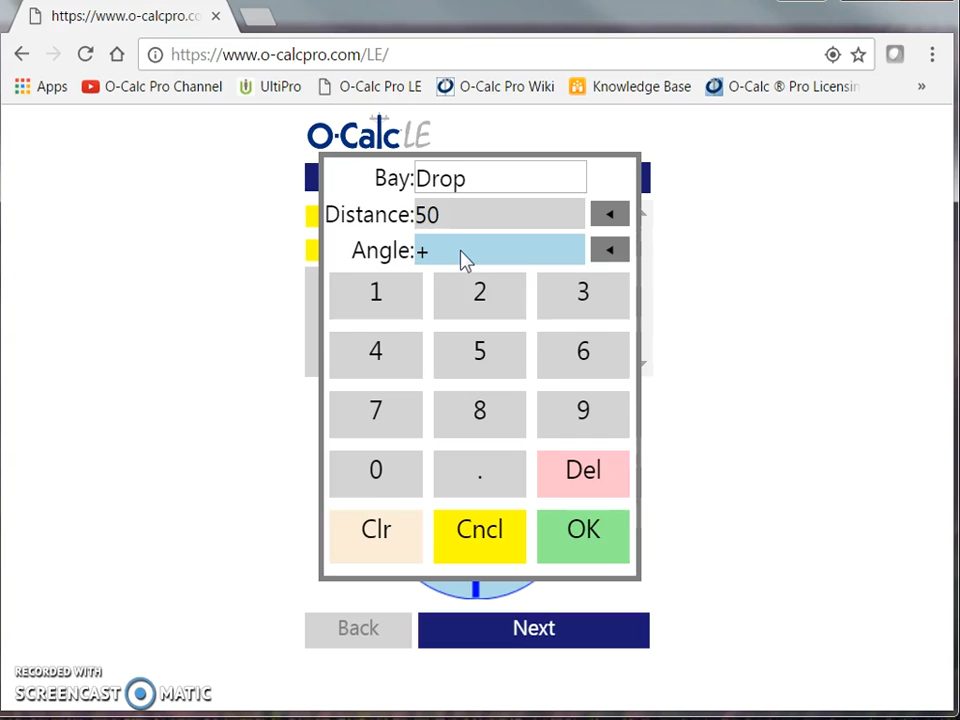 https://www.o-calcpro.co
https://www.o-calcpro.com/LE/
Apps O-Calc Pro Channel UltiPro O-Calc Pro LE O-Calc Pro Wiki Knowledge Base O-Calc ® Pro Licensin »
O-Calc LE
Bay: Drop
Distance: 50
Angle: +
1 2 3
4 5 6
7 8 9
0 . Del
Clr Cncl OK
Back Next
RECORDED WITH
SCREENCAST MATIC